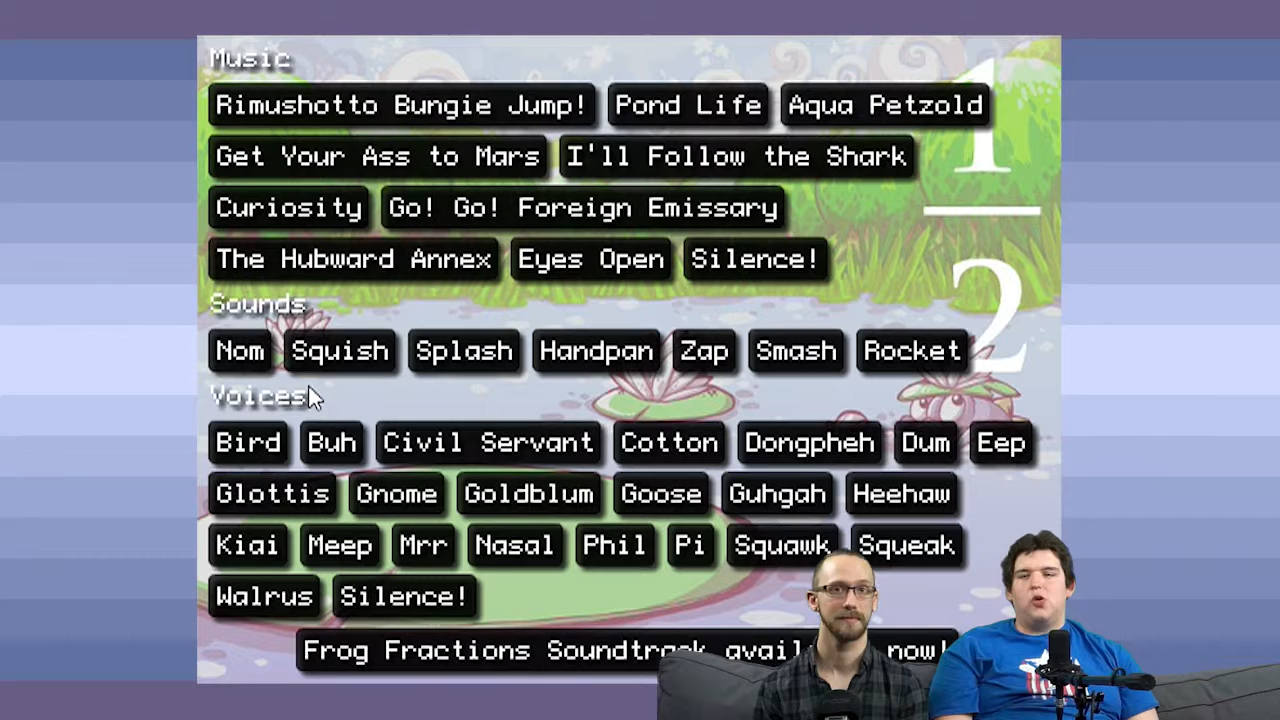 Music
Rimushotto Bungie Jump! Pond Life Aqua Petzold
Get Your Ass to Mars I'll Follow the Shark
Curiosity Go! Go! Foreign Emissary
The Hubward Annex Eyes Open Silence!
1
2
Sounds
Nom Squish Splash Handpan Zap Smash Rocket
Voices
Bird Buh Civil Servant Cotton Dongpheh Dum Eep
Glottis Gnome Goldblum Goose Guhgah Heehaw
Kiai Meep Mrr Nasal Phil Pi Squawk Squeak
Walrus Silence!
Frog Fractions Soundtrack now!